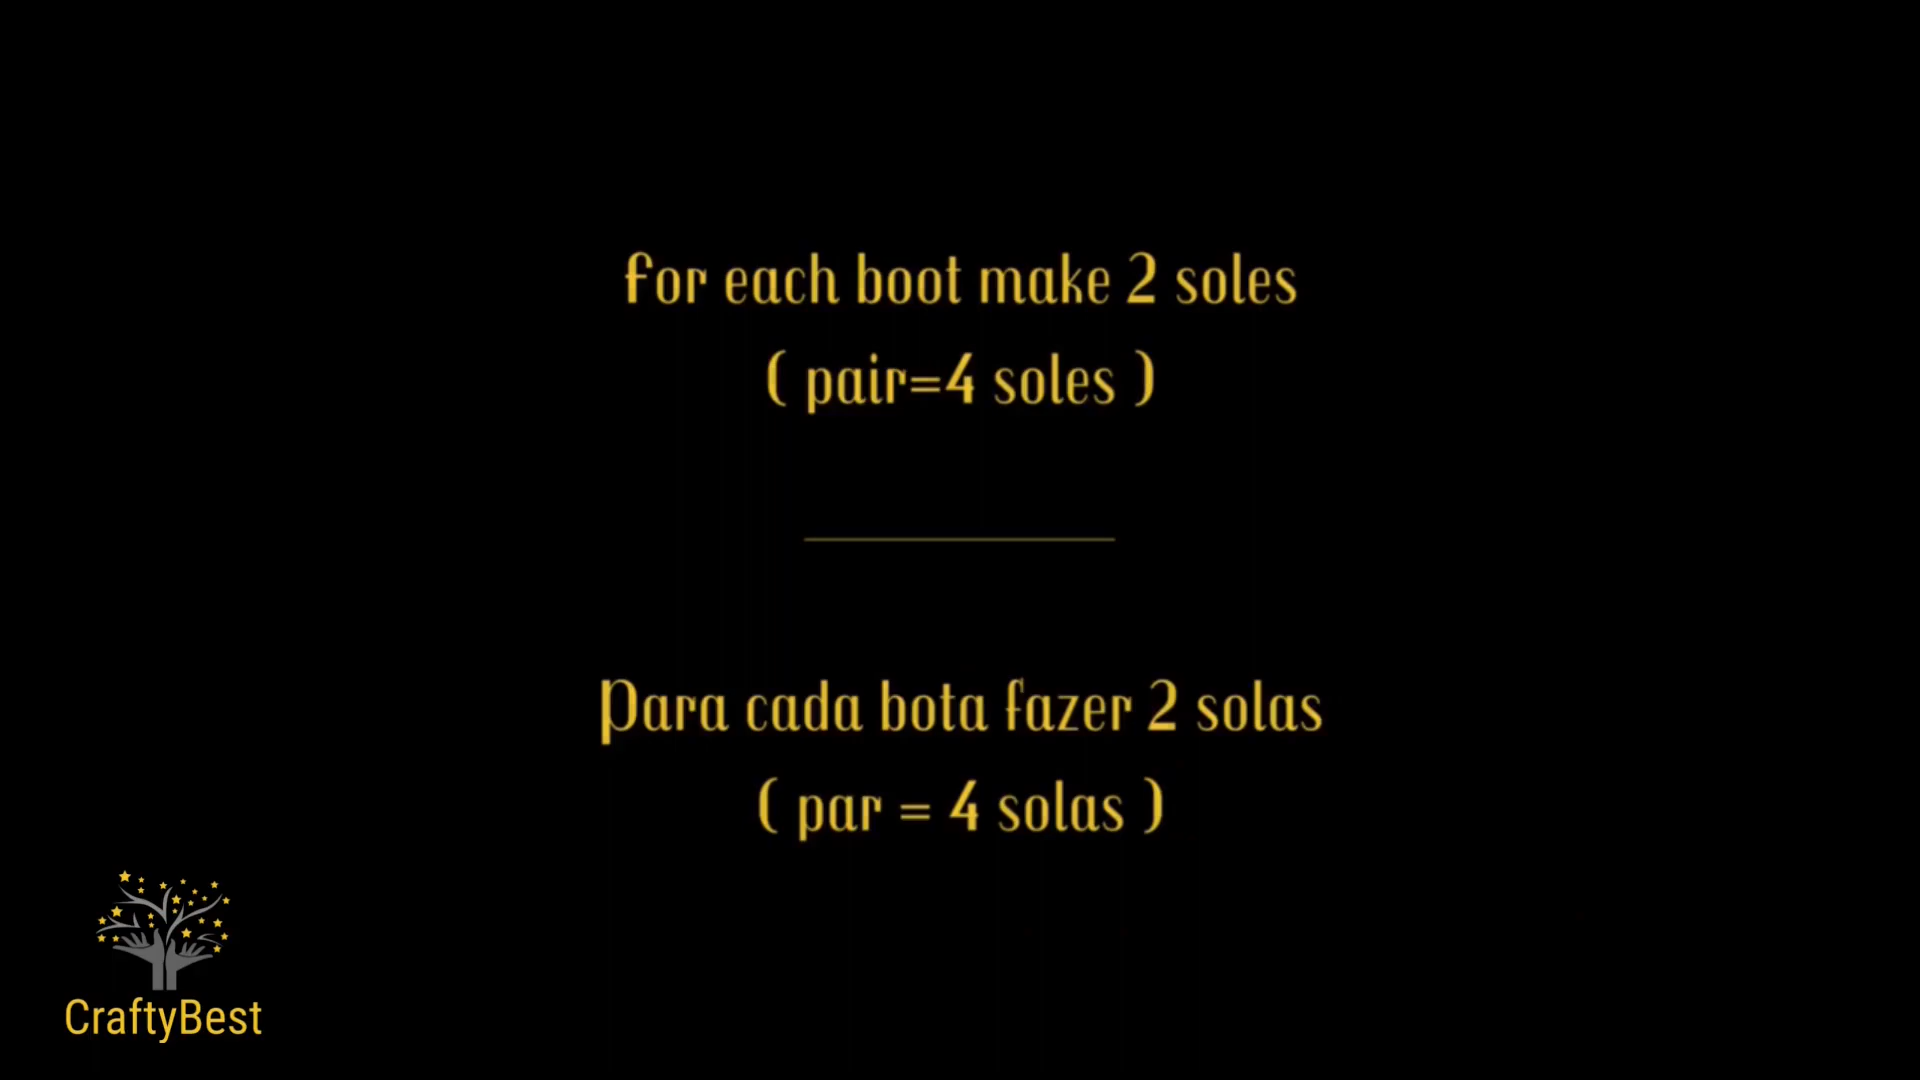 for each boot make 2 soles
( pair=4 soles )
Para cada bota fazer 2 solas
( par = 4 solas )
CraftyBest